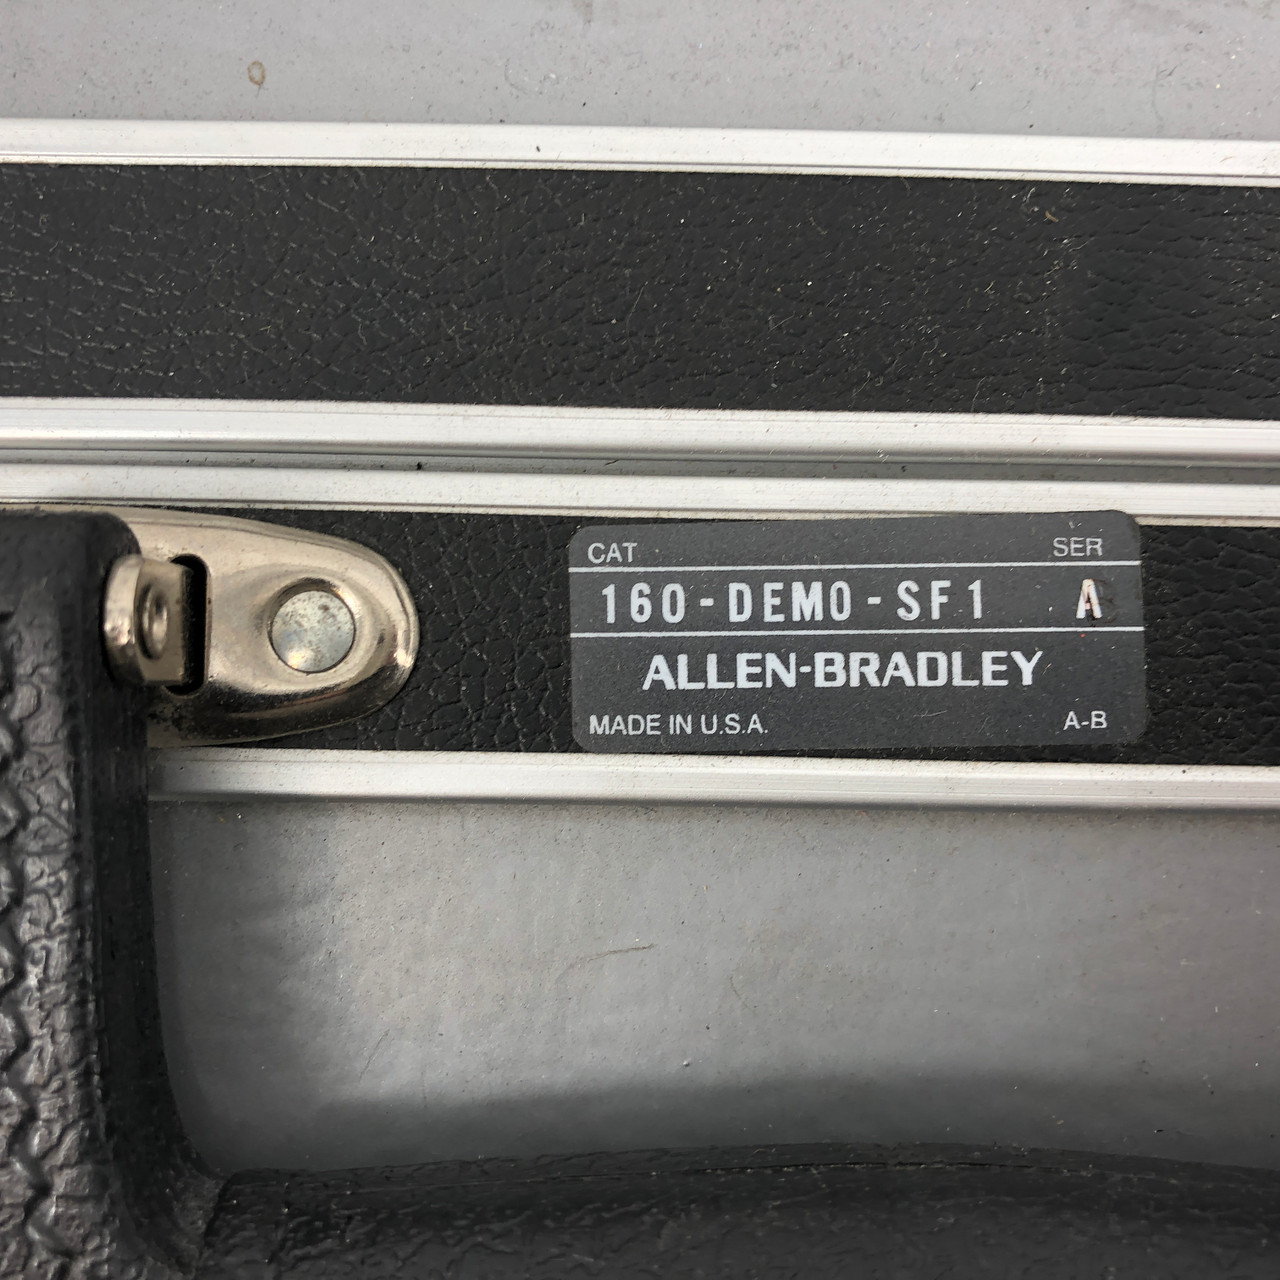 CAT SER
160-DEMO-SF1 A
ALLEN-BRADLEY
MADE IN U.S.A. A-B